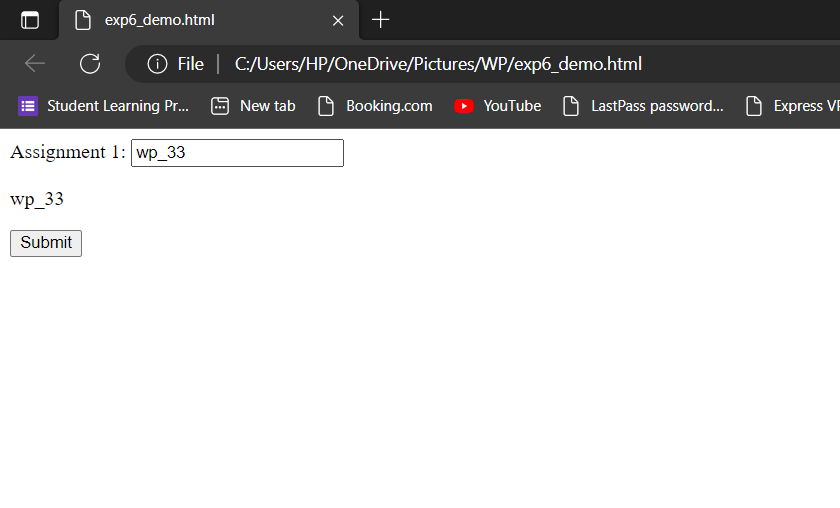 exp6_demo.html
File | C:/Users/HP/OneDrive/Pictures/WP/exp6_demo.html
Student Learning Pr... New tab Booking.com YouTube LastPass password... Express VP
Assignment 1: wp_33
wp_33
Submit